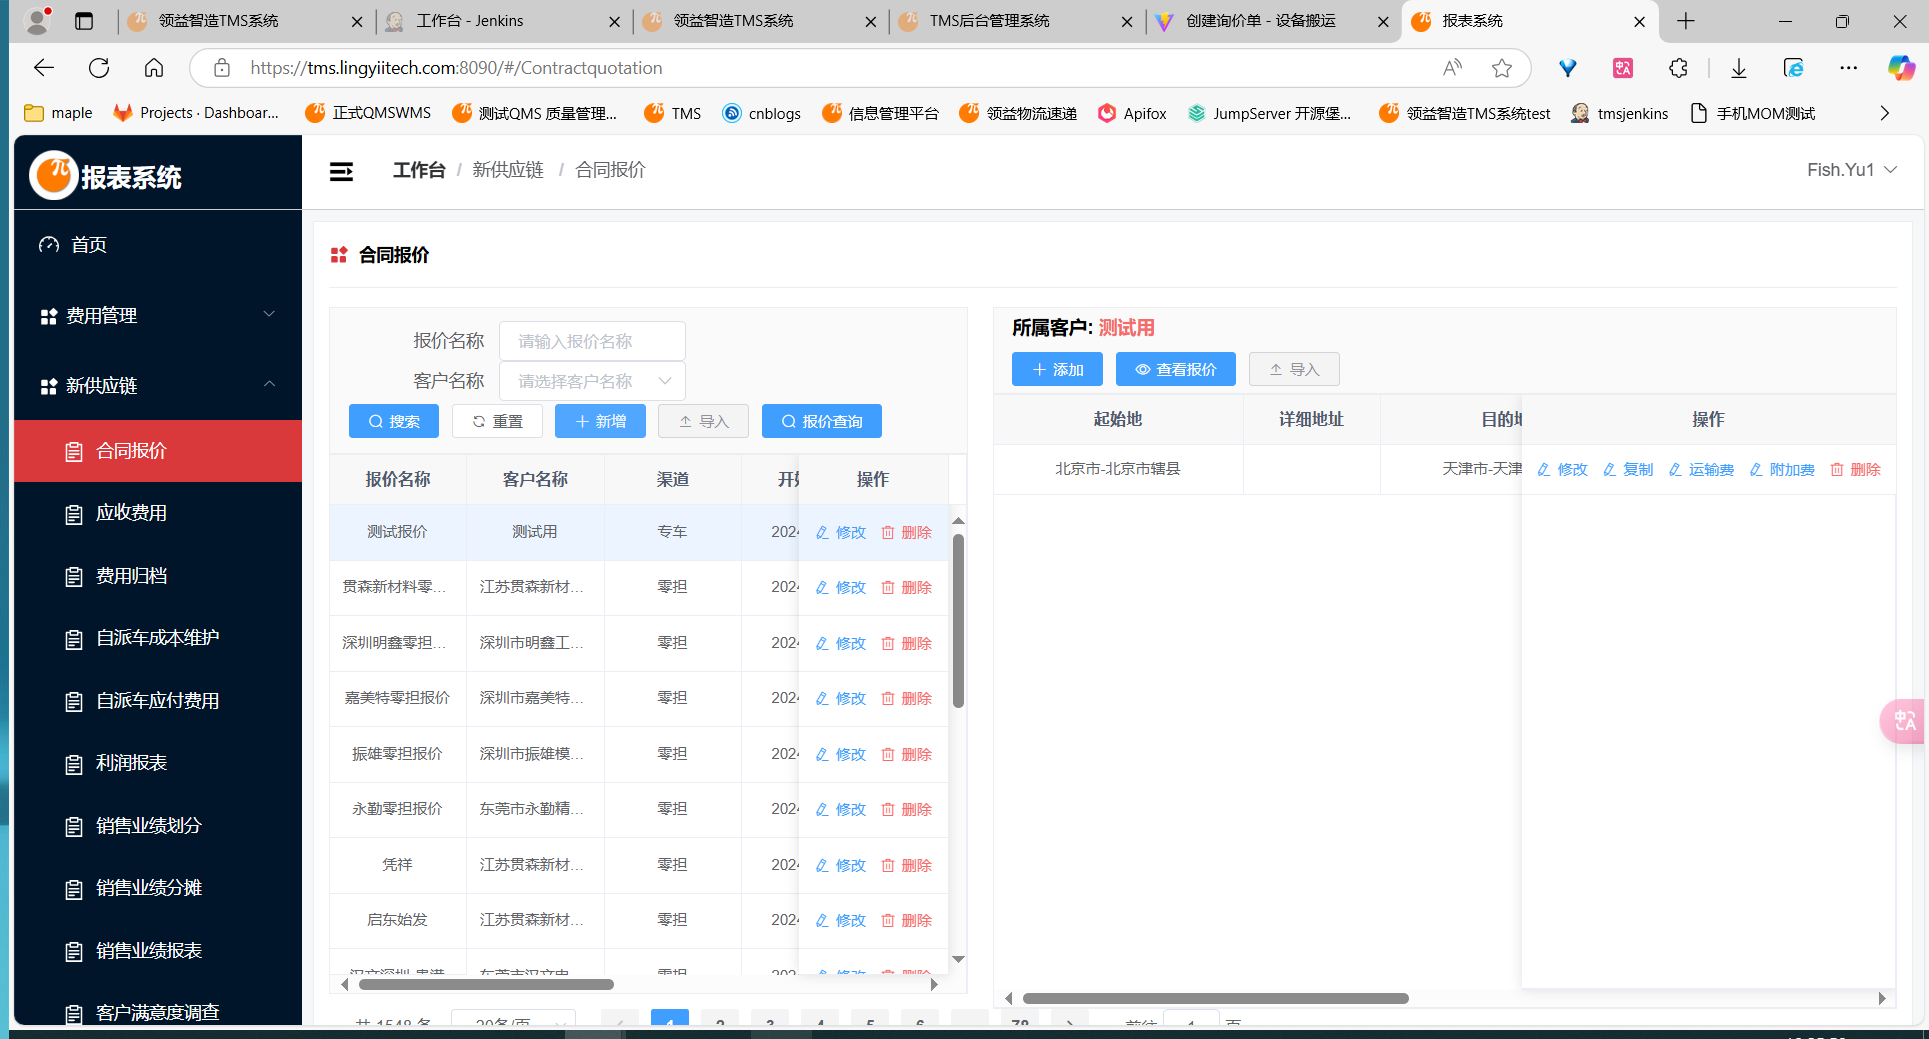 领益智造TMS系统
工作台 - Jenkins
领益智造TMS系统
TMS后台管理系统
创建询价单 - 设备搬运
报表系统
https://tms.lingyiitech.com:8090/#/Contractquotation
maple
Projects · Dashboar...
正式QMSWMS
测试QMS 质量管理...
TMS
cnblogs
信息管理平台
领益物流速递
Apifox
JumpServer 开源堡...
领益智造TMS系统test
tmsjenkins
手机MOM测试
报表系统
工作台 / 新供应链 / 合同报价
Fish.Yu1
首页
费用管理
新供应链
合同报价
应收费用
费用归档
自派车成本维护
自派车应付费用
利润报表
销售业绩划分
销售业绩分摊
销售业绩报表
客户满意度调查
合同报价
报价名称 请输入报价名称
客户名称 请选择客户名称
搜索 重置 新增 导入 报价查询
报价名称 客户名称 渠道 开始 操作
测试报价 测试用 专车 2024 修改 删除
贯森新材料零... 江苏贯森新材... 零担 2024 修改 删除
深圳明鑫零担... 深圳市明鑫工... 零担 2024 修改 删除
嘉美特零担报价 深圳市嘉美特... 零担 2024 修改 删除
振雄零担报价 深圳市振雄模... 零担 2024 修改 删除
永勤零担报价 东莞市永勤精... 零担 2024 修改 删除
凭祥 江苏贯森新材... 零担 2024 修改 删除
启东始发 江苏贯森新材... 零担 2024 修改 删除
零担 2024 修改 删除
共 1548 条 20条/页 1 2 3 4 5 6 78 前往 1 页
所属客户: 测试用
添加 查看报价 导入
起始地 详细地址 目的地 操作
北京市-北京市辖县 天津市-天津 修改 复制 运输费 附加费 删除